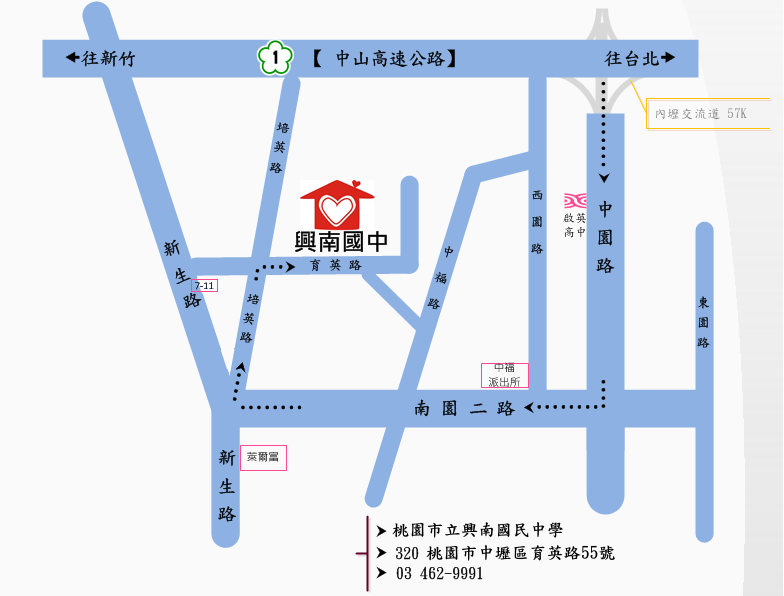 往新竹
1
【 中山高速公路】
往台北
內壢交流道 57K
培英路
西園路
啟英
高中
中園路
興南國中
育英路
新生路
7-11
培英路
中福路
東園路
中福
派出所
南園二路
新生路
萊爾富
桃園市立興南國民中學
320 桃園市中壢區育英路55號
03 462-9991